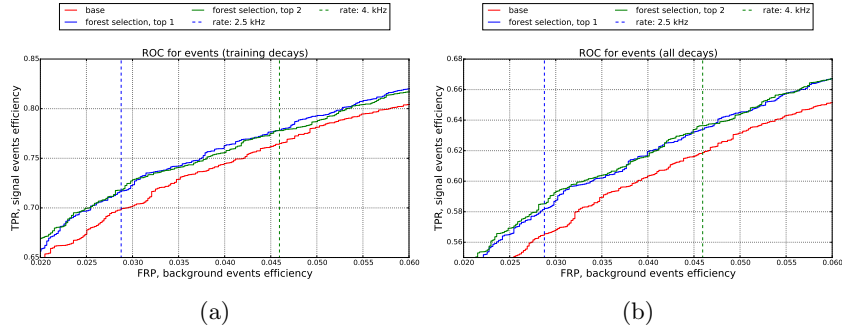 base
forest selection, top 1
forest selection, top 2
rate: 2.5 kHz
rate: 4. kHz
ROC for events (training decays)
TPR, signal events efficiency
0.85
0.80
0.75
0.70
0.65
0.020 0.025 0.030 0.035 0.040 0.045 0.050 0.055 0.060
FRP, background events efficiency
(a)
base
forest selection, top 1
forest selection, top 2
rate: 2.5 kHz
rate: 4. kHz
ROC for events (all decays)
TPR, signal events efficiency
0.68
0.66
0.64
0.62
0.60
0.58
0.56
0.020 0.025 0.030 0.035 0.040 0.045 0.050 0.055 0.060
FRP, background events efficiency
(b)